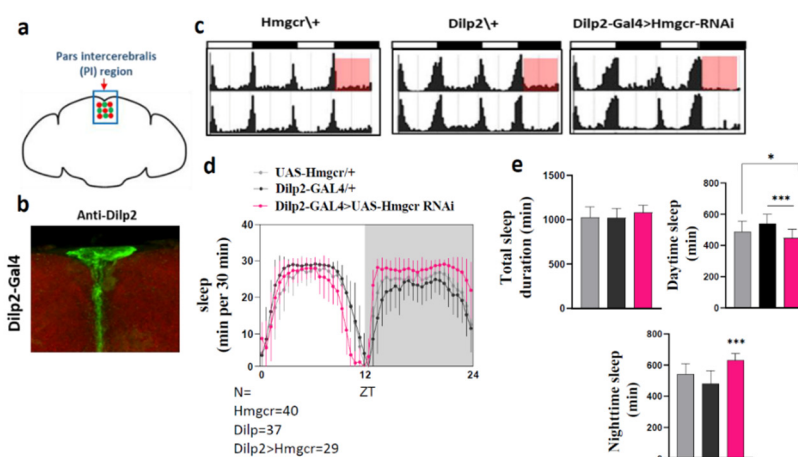 a
Pars intercerebralis
(PI) region
b
Anti-Dilp2
Dilp2-Gal4
c
Hmgcr\+
Dilp2\+
Dilp2-Gal4>Hmgcr-RNAi
d
UAS-Hmgcr/+
Dilp2-GAL4/+
Dilp2-GAL4>UAS-Hmgcr RNAi
sleep
(min per 30 min)
40
30
20
10
0
0
12
24
ZT
N=
Hmgcr=40
Dilp=37
Dilp2>Hmgcr=29
e
Total sleep
duration (min)
1500
1000
500
0
Daytime sleep
(min)
800
600
400
200
0
*
***
Nighttime sleep
(min)
800
600
400
200
***